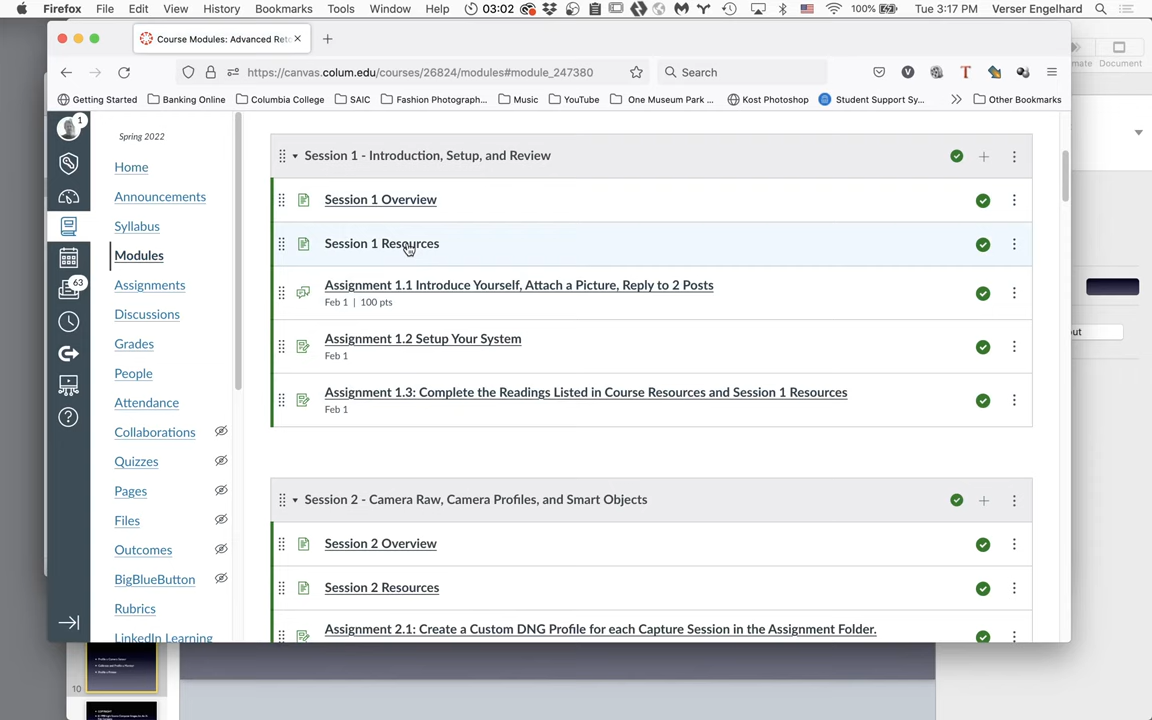 Firefox File Edit View History Bookmarks Tools Window Help 03:02 100% Tue 3:17 PM Verser Engelhard
Course Modules: Advanced Reto
https://canvas.colum.edu/courses/26824/modules#module_247380
Search
Getting Started Banking Online Columbia College SAIC Fashion Photograph... Music YouTube One Museum Park ... Kost Photoshop Student Support Sy... Other Bookmarks
Document
1
63
Spring 2022
Home
Announcements
Syllabus
Modules
Assignments
Discussions
Grades
People
Attendance
Collaborations
Quizzes
Pages
Files
Outcomes
BigBlueButton
Rubrics
LinkedIn Learning
Session 1 - Introduction, Setup, and Review
Session 1 Overview
Session 1 Resources
Assignment 1.1 Introduce Yourself, Attach a Picture, Reply to 2 Posts
Feb 1 | 100 pts
Assignment 1.2 Setup Your System
Feb 1
Assignment 1.3: Complete the Readings Listed in Course Resources and Session 1 Resources
Feb 1
Session 2 - Camera Raw, Camera Profiles, and Smart Objects
Session 2 Overview
Session 2 Resources
Assignment 2.1: Create a Custom DNG Profile for each Capture Session in the Assignment Folder.
10